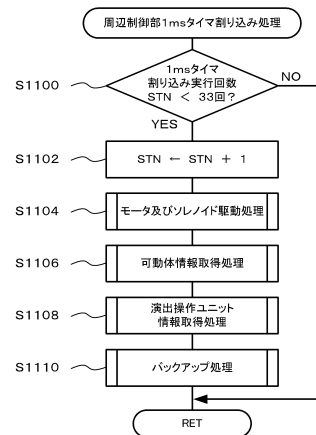 周辺制御部1msタイマ割り込み処理
1msタイマ
割り込み実行回数
STN < 33回?
NO
S1100
YES
S1102
STN ← STN + 1
S1104
モータ及びソレノイド駆動処理
S1106
可動体情報取得処理
S1108
演出操作ユニット
情報取得処理
S1110
バックアップ処理
RET